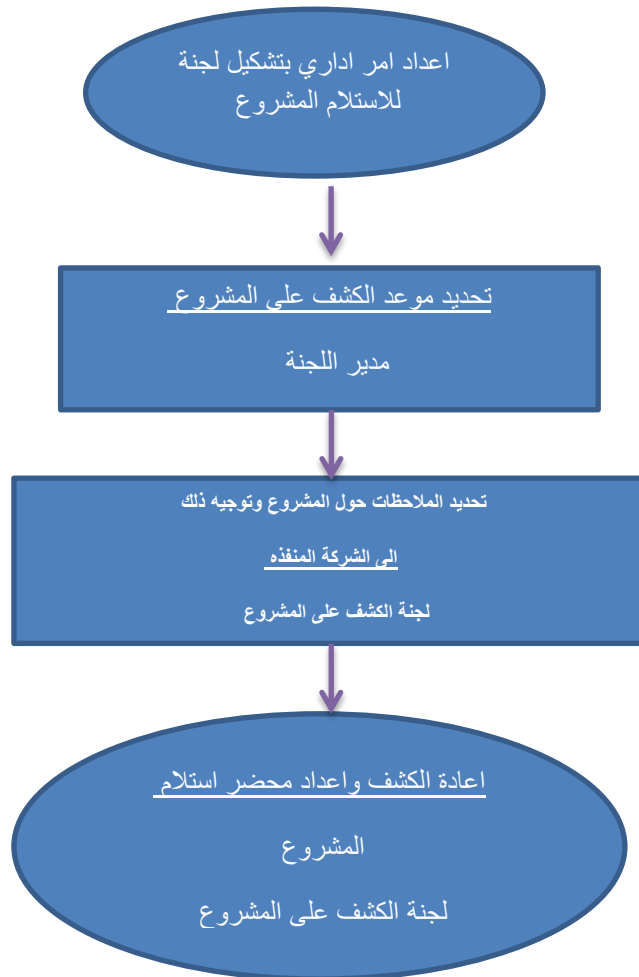 اعداد امر اداري بتشكيل لجنة
للاستلام المشروع
تحديد موعد الكشف على المشروع
مدير اللجنة
تحديد الملاحظات حول المشروع وتوجيه ذلك
الى الشركة المنفذه
لجنة الكشف على المشروع
اعادة الكشف واعداد محضر استلام
المشروع
لجنة الكشف على المشروع